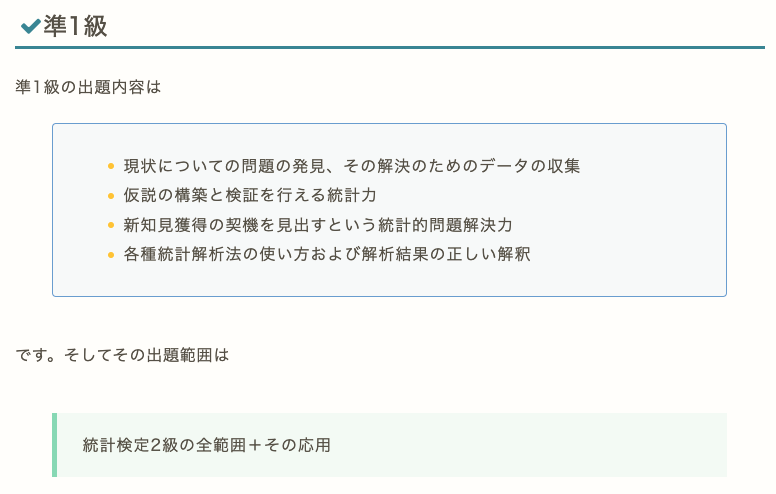 準1級
準1級の出題内容は
現状についての問題の発見、その解決のためのデータの収集
仮説の構築と検証を行える統計力
新知見獲得の契機を見出すという統計的問題解決力
各種統計解析法の使い方および解析結果の正しい解釈
です。そしてその出題範囲は
統計検定2級の全範囲＋その応用